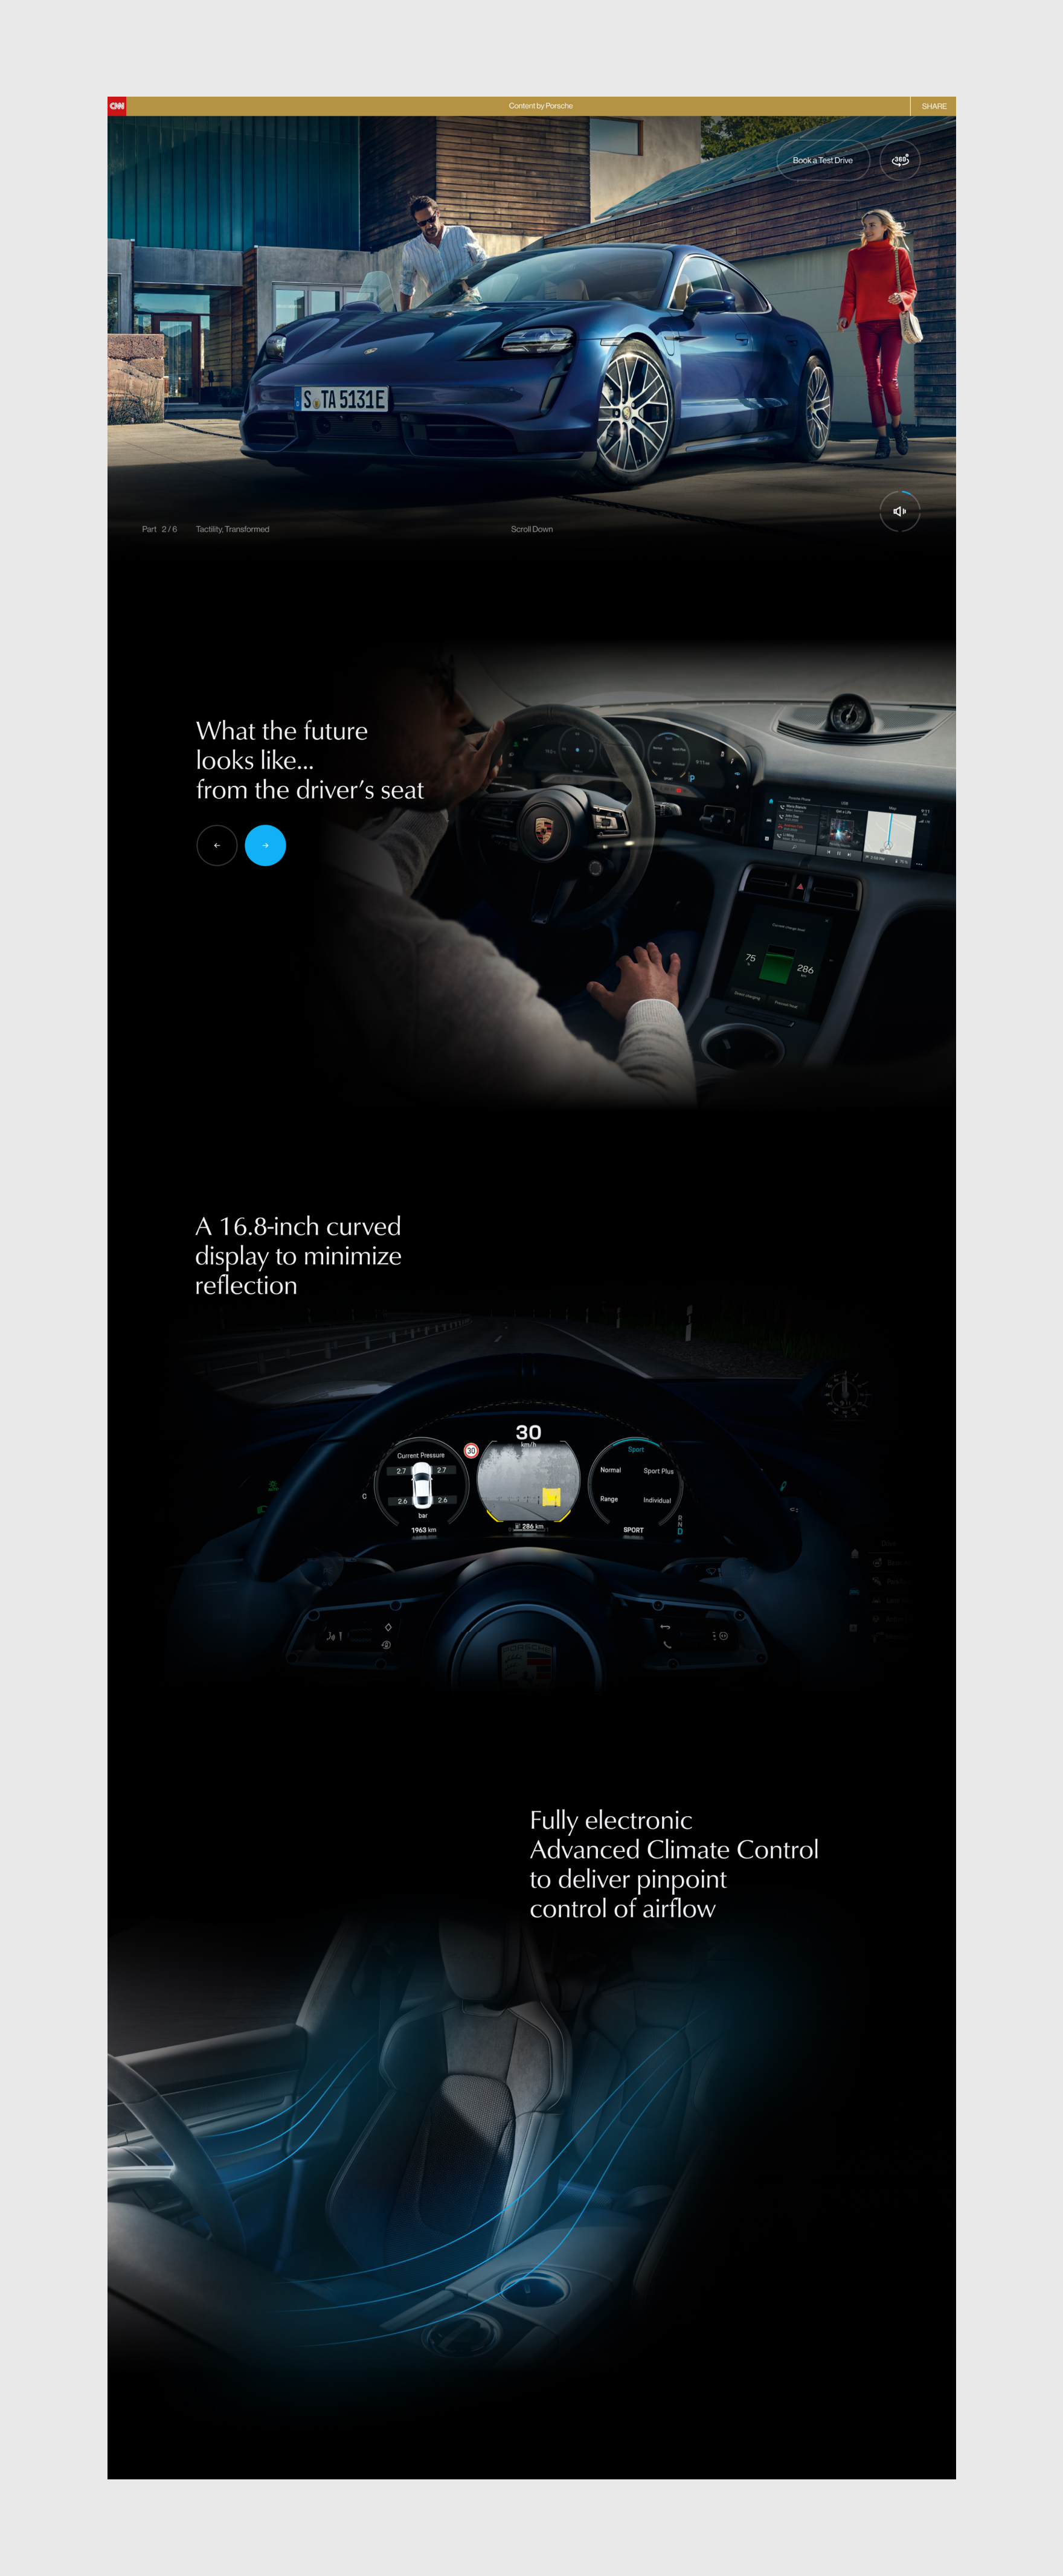 CNN
Content by Porsche
SHARE
Book a Test Drive
360°
S TA 5131E
Part 2 / 6
Tactility, Transformed
Scroll Down
What the future
looks like...
from the driver's seat
P
Map
75
286
A 16.8-inch curved
display to minimize
reflection
30
km/h
Current Pressure
30
2.7
2.7
2.6
2.6
bar
1963 km
286 km
Sport
Normal
Sport Plus
Range
Individual
SPORT
R
N
D
PORSCHE
Fully electronic
Advanced Climate Control
to deliver pinpoint
control of airflow